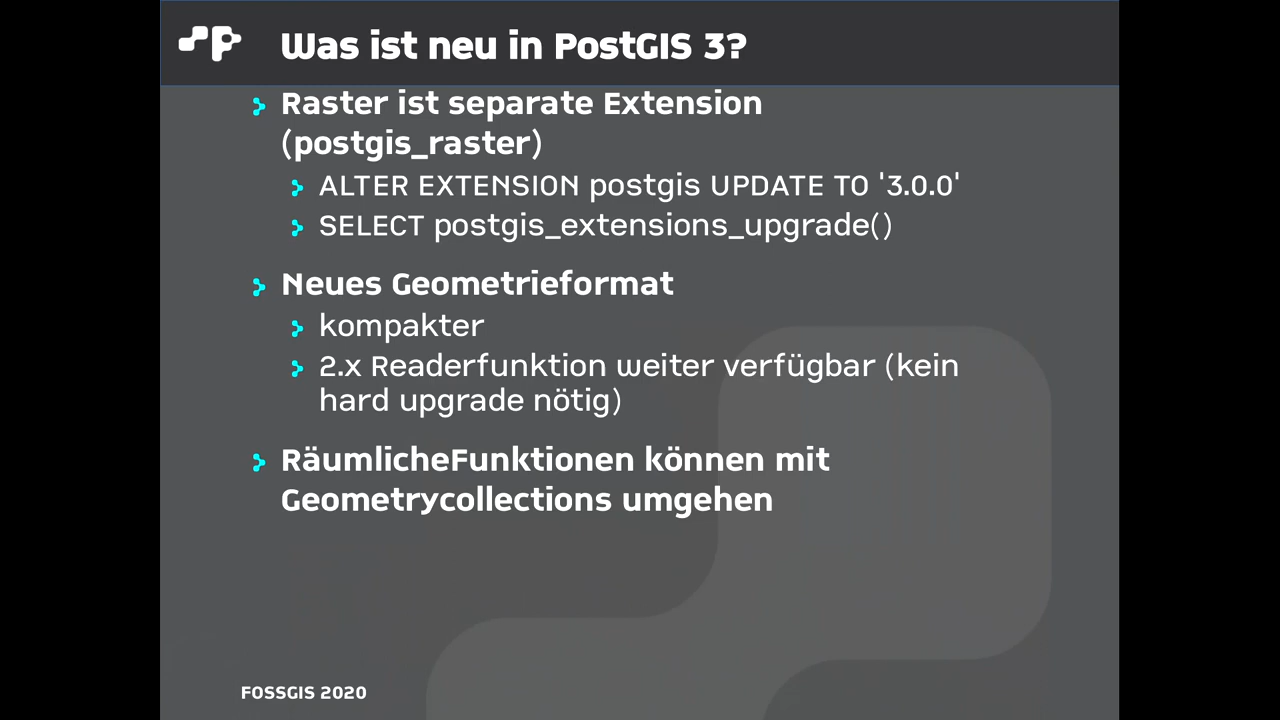 Was ist neu in PostGIS 3?
Raster ist separate Extension
(postgis_raster)
ALTER EXTENSION postgis UPDATE TO '3.0.0'
SELECT postgis_extensions_upgrade()
Neues Geometrieformat
kompakter
2.x Readerfunktion weiter verfügbar (kein
hard upgrade nötig)
RäumlicheFunktionen können mit
Geometrycollections umgehen
FOSSGIS 2020